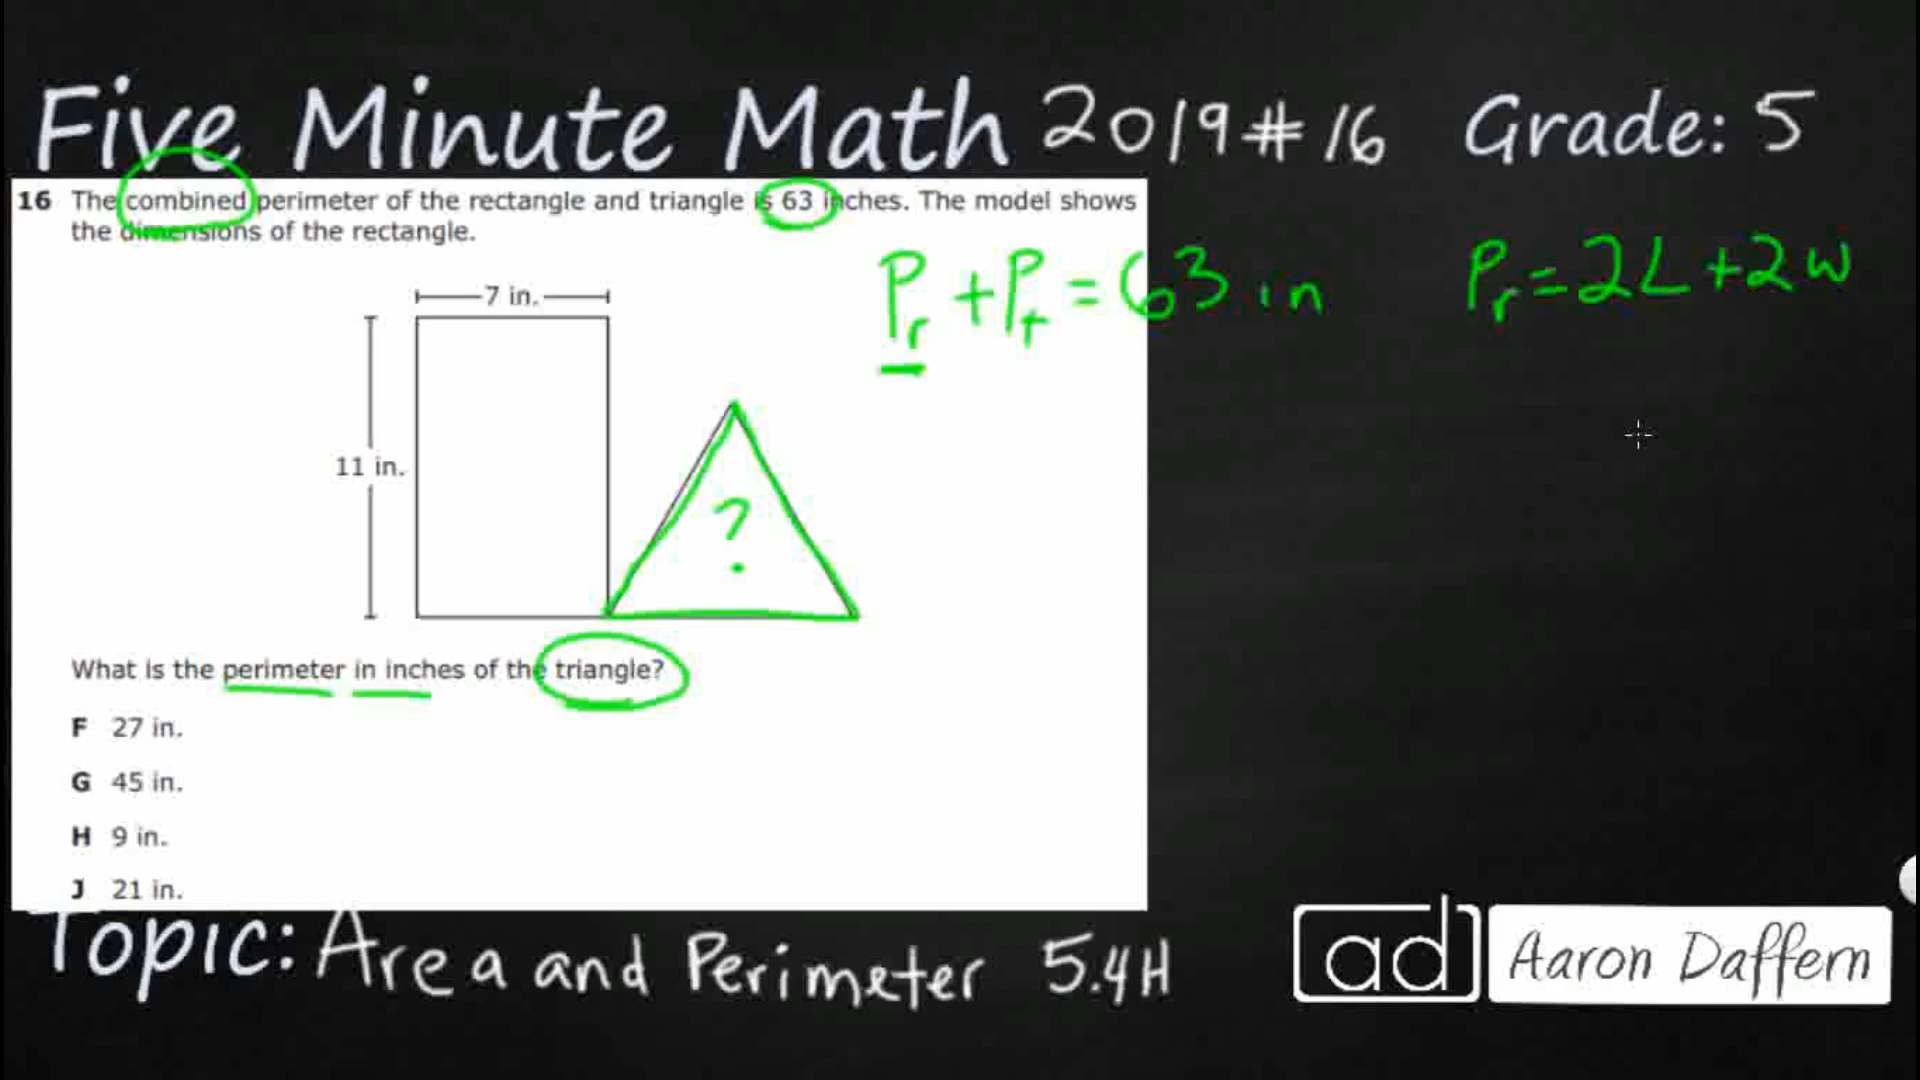 Five Minute Math 2019 #16 Grade: 5
16 The combined perimeter of the rectangle and triangle is 63 inches. The model shows
the dimensions of the rectangle.
Pr + Pt = 63 in
Pr = 2L + 2W
7 in.
11 in.
?
What is the perimeter in inches of the triangle?
F 27 in.
G 45 in.
H 9 in.
J 21 in.
Topic: Area and Perimeter 5.4H
ad Aaron Daffern